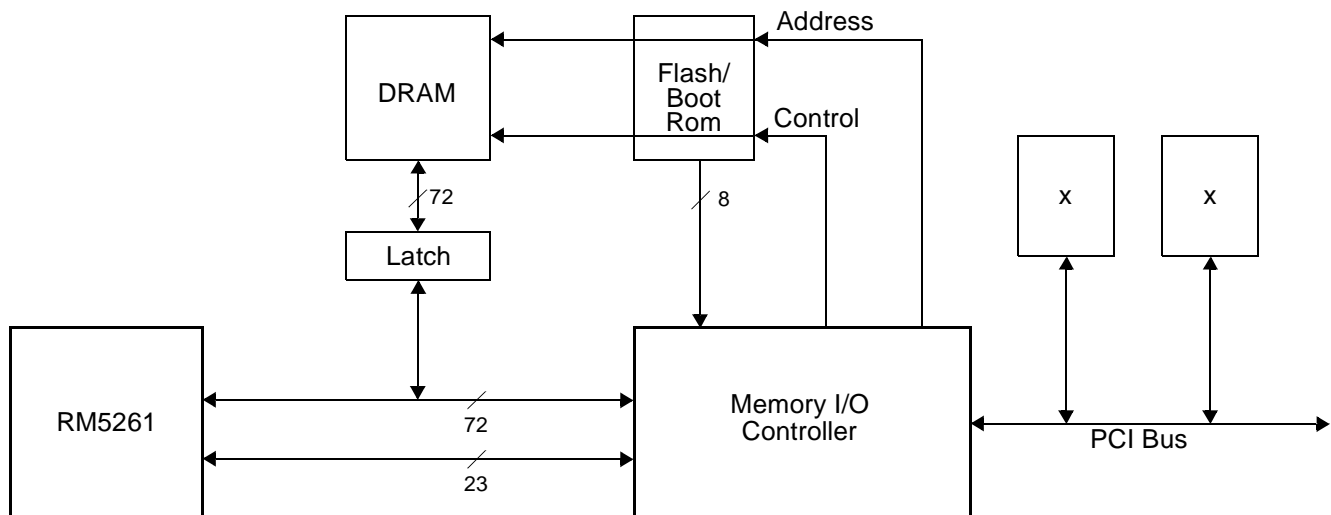 Address
DRAM
Flash/
Boot
Rom
Control
72
8
x
x
Latch
RM5261
72
23
Memory I/O
Controller
PCI Bus